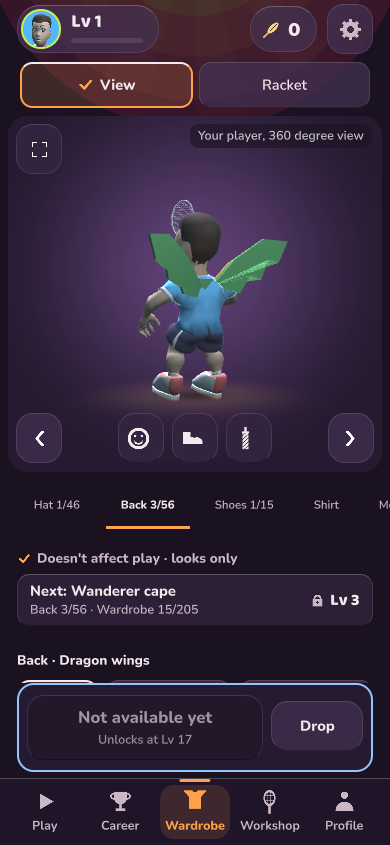 Lv 1
0
View
Racket
Your player, 360 degree view
Hat 1/46
Back 3/56
Shoes 1/15
Shirt
Doesn't affect play · looks only
Next: Wanderer cape
Back 3/56 · Wardrobe 15/205
Lv 3
Back · Dragon wings
Not available yet
Unlocks at Lv 17
Drop
Play
Career
Wardrobe
Workshop
Profile